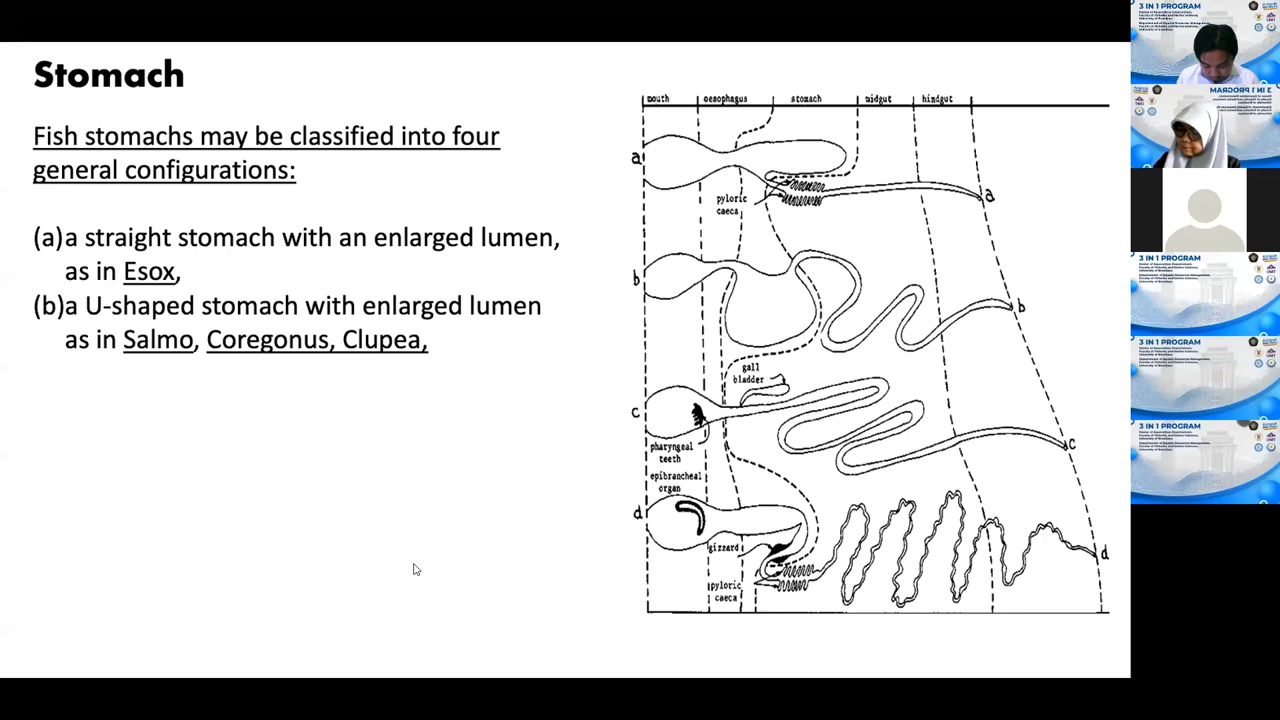 Stomach
Fish stomachs may be classified into four
general configurations:
(a)a straight stomach with an enlarged lumen,
as in Esox,
(b)a U-shaped stomach with enlarged lumen
as in Salmo, Coregonus, Clupea,
mouth oesophagus stomach midgut hindgut
a
pyloric
caeca
a
b
b
gall
bladder
c
pharyngeal
teeth
c
epibrancheal
organ
d
gizzard
d
pyloric
caeca
3 IN 1 PROGRAM
3 IN 1 PROGRAM
3 IN 1 PROGRAM
3 IN 1 PROGRAM
3 IN 1 PROGRAM